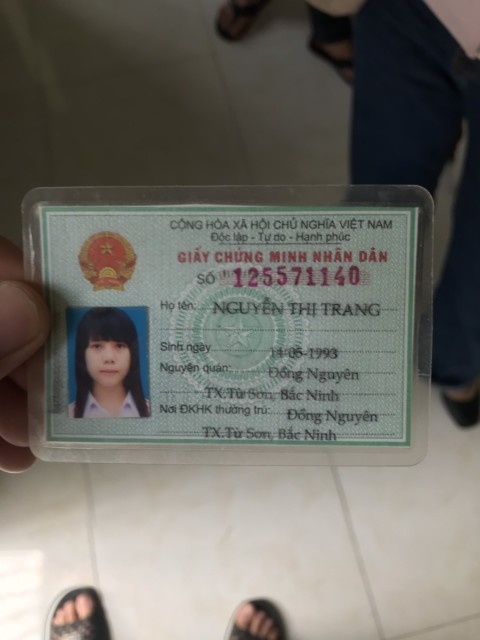 CỘNG HÒA XÃ HỘI CHỦ NGHĨA VIỆT NAM
Độc lập - Tự do - Hạnh phúc
GIẤY CHỨNG MINH NHÂN DÂN
SỐ 125571140
Họ tên: NGUYỄN THỊ TRANG
Sinh ngày 14-05-1993
Nguyên quán: Đồng Nguyên
TX.Từ Sơn, Bắc Ninh
Nơi ĐKHK thường trú: Đồng Nguyên
TX.Từ Sơn, Bắc Ninh